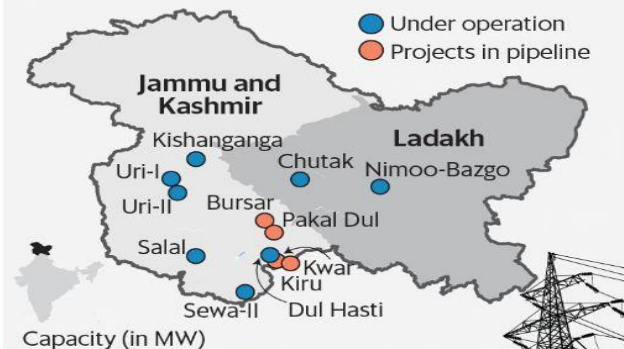 Under operation
Projects in pipeline
Jammu and
Kashmir
Ladakh
Kishanganga
Chutak
Uri-I
Nimoo-Bazgo
Uri-II
Bursar
Pakal Dul
Salal
Kwar
Kiru
Sewa-II
Dul Hasti
Capacity (in MW)